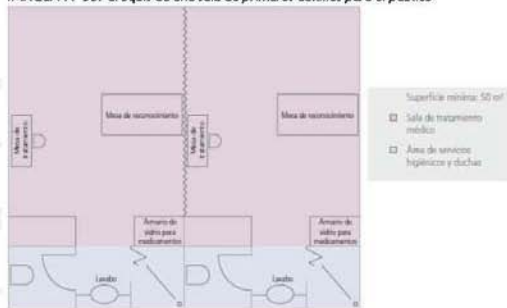 Mesa de reconocimiento
Mesa de reconocimiento
Mesa de tratamiento
Mesa de tratamiento
Armario de
vidrio para
medicamentos
Armario de
vidrio para
medicamentos
Lavabo
Lavabo
Superficie mínima: 50 m²
Sala de tratamiento
médico
Área de servicios
higiénicos y duchas